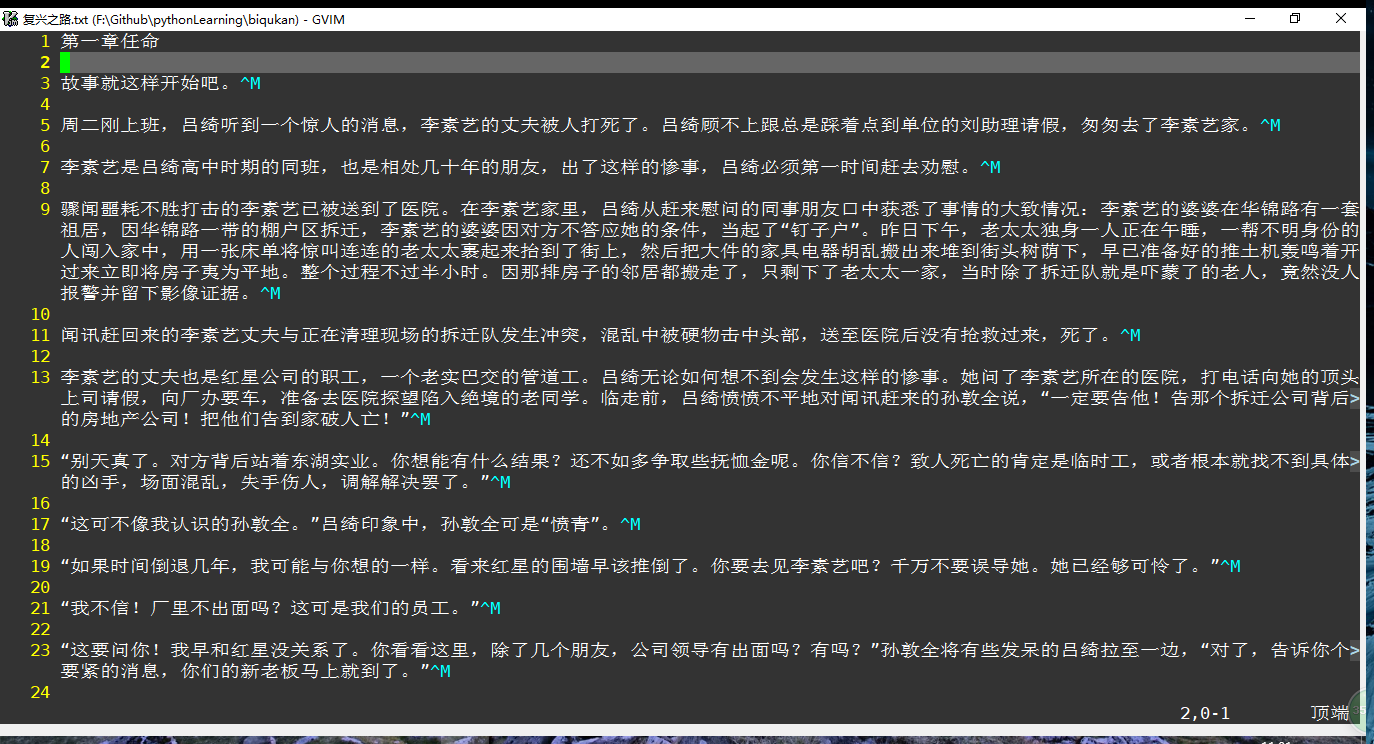 复兴之路.txt (F:\Github\pythonLearning\biqukan) - GVIM
1 第一章任命
2
3 故事就这样开始吧。^M
4
5 周二刚上班，吕绮听到一个惊人的消息，李素艺的丈夫被人打死了。吕绮顾不上跟总是踩着点到单位的刘助理请假，匆匆去了李素艺家。^M
6
7 李素艺是吕绮高中时期的同班，也是相处几十年的朋友，出了这样的惨事，吕绮必须第一时间赶去劝慰。^M
8
9 骤闻噩耗不胜打击的李素艺已被送到了医院。在李素艺家里，吕绮从赶来慰问的同事朋友口中获悉了事情的大致情况：李素艺的婆婆在华锦路有一套
祖居，因华锦路一带的棚户区拆迁，李素艺的婆婆因对方不答应她的条件，当起了“钉子户”。昨日下午，老太太独身一人正在午睡，一帮不明身份的
人闯入家中，用一张床单将惊叫连连的老太太裹起来抬到了街上，然后把大件的家具电器胡乱搬出来堆到街头树荫下，早已准备好的推土机轰鸣着开
过来立即将房子夷为平地。整个过程不过半小时。因那排房子的邻居都搬走了，只剩下了老太太一家，当时除了拆迁队就是吓蒙了的老人，竟然没人
报警并留下影像证据。^M
10
11 闻讯赶回来的李素艺丈夫与正在清理现场的拆迁队发生冲突，混乱中被硬物击中头部，送至医院后没有抢救过来，死了。^M
12
13 李素艺的丈夫也是红星公司的职工，一个老实巴交的管道工。吕绮无论如何想不到会发生这样的惨事。她问了李素艺所在的医院，打电话向她的顶头
上司请假，向厂办要车，准备去医院探望陷入绝境的老同学。临走前，吕绮愤愤不平地对闻讯赶来的孙敦全说，“一定要告他！告那个拆迁公司背后>
的房地产公司！把他们告到家破人亡！”^M
14
15 “别天真了。对方背后站着东湖实业。你想能有什么结果？还不如多争取些抚恤金呢。你信不信？致人死亡的肯定是临时工，或者根本就找不到具体>
的凶手，场面混乱，失手伤人，调解解决罢了。”^M
16
17 “这可不像我认识的孙敦全。”吕绮印象中，孙敦全可是“愤青”。^M
18
19 “如果时间倒退几年，我可能与你想的一样。看来红星的围墙早该推倒了。你要去见李素艺吧？千万不要误导她。她已经够可怜了。”^M
20
21 “我不信！厂里不出面吗？这可是我们的员工。”^M
22
23 “这要问你！我早和红星没关系了。你看看这里，除了几个朋友，公司领导有出面吗？有吗？”孙敦全将有些发呆的吕绮拉至一边，“对了，告诉你个>
要紧的消息，你们的新老板马上就到了。”^M
24
2,0-1 顶端